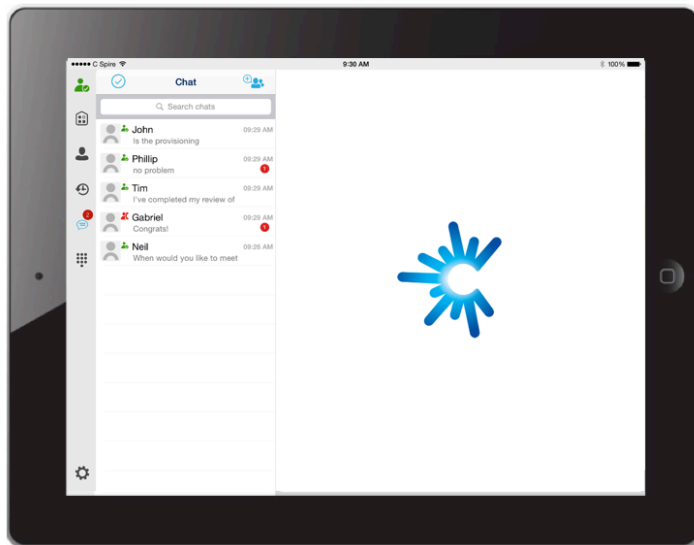 C Spire
9:30 AM
100%
Chat
Search chats
John
09:29 AM
Is the provisioning
Phillip
09:29 AM
no problem
1
Tim
09:29 AM
I've completed my review of
2
Gabriel
09:29 AM
Congrats!
1
Neil
09:26 AM
When would you like to meet